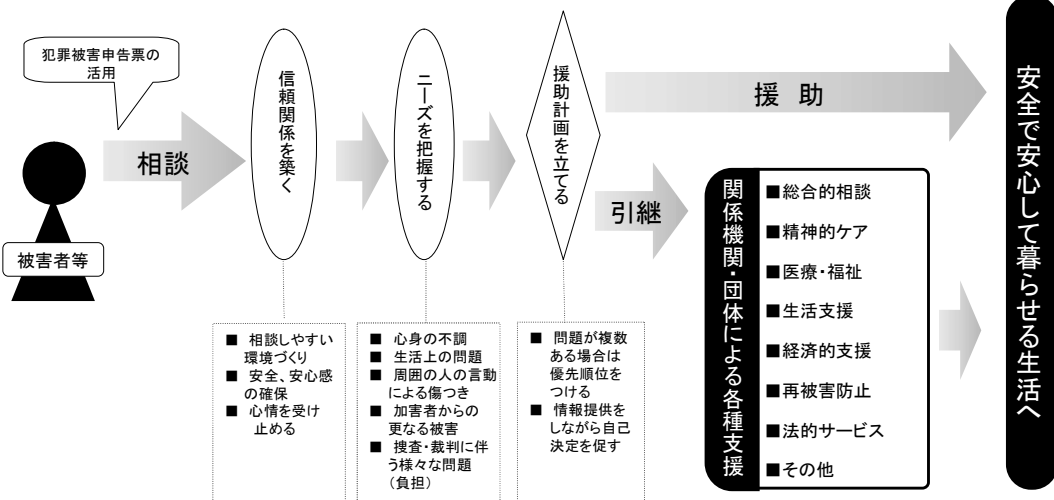 犯罪被害申告票の
活用
被害者等
相談
信頼関係を築く
ニーズを把握する
援助計画を立てる
援 助
引継
■ 相談しやすい
環境づくり
■ 安全、安心感
の確保
■ 心情を受け
止める
■ 心身の不調
■ 生活上の問題
■ 周囲の人の言動
による傷つき
■ 加害者からの
更なる被害
■ 捜査・裁判に伴
う様々な問題
（負担）
■ 問題が複数
ある場合は
優先順位を
つける
■ 情報提供を
しながら自己
決定を促す
関係機関・団体による各種支援
■総合的相談
■精神的ケア
■医療・福祉
■生活支援
■経済的支援
■再被害防止
■法的サービス
■その他
安全で安心して暮らせる生活へ